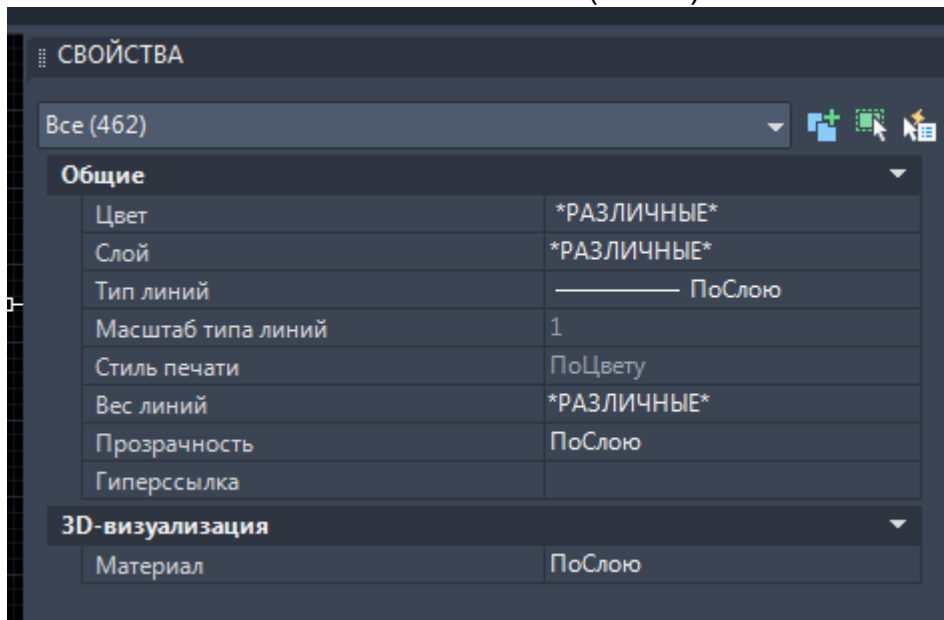 СВОЙСТВА
Все (462)
Общие
Цвет *РАЗЛИЧНЫЕ*
Слой *РАЗЛИЧНЫЕ*
Тип линий ПоСлою
Масштаб типа линий 1
Стиль печати ПоЦвету
Вес линий *РАЗЛИЧНЫЕ*
Прозрачность ПоСлою
Гиперссылка
3D-визуализация
Материал ПоСлою